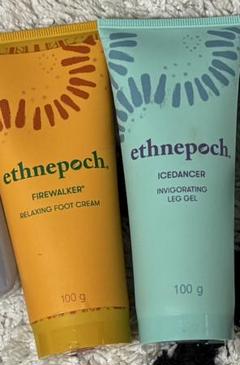 ethnepoch.
FIREWALKER®
RELAXING FOOT CREAM
100 g
ethnepoch.
ICEDANCER
INVIGORATING
LEG GEL
100 g